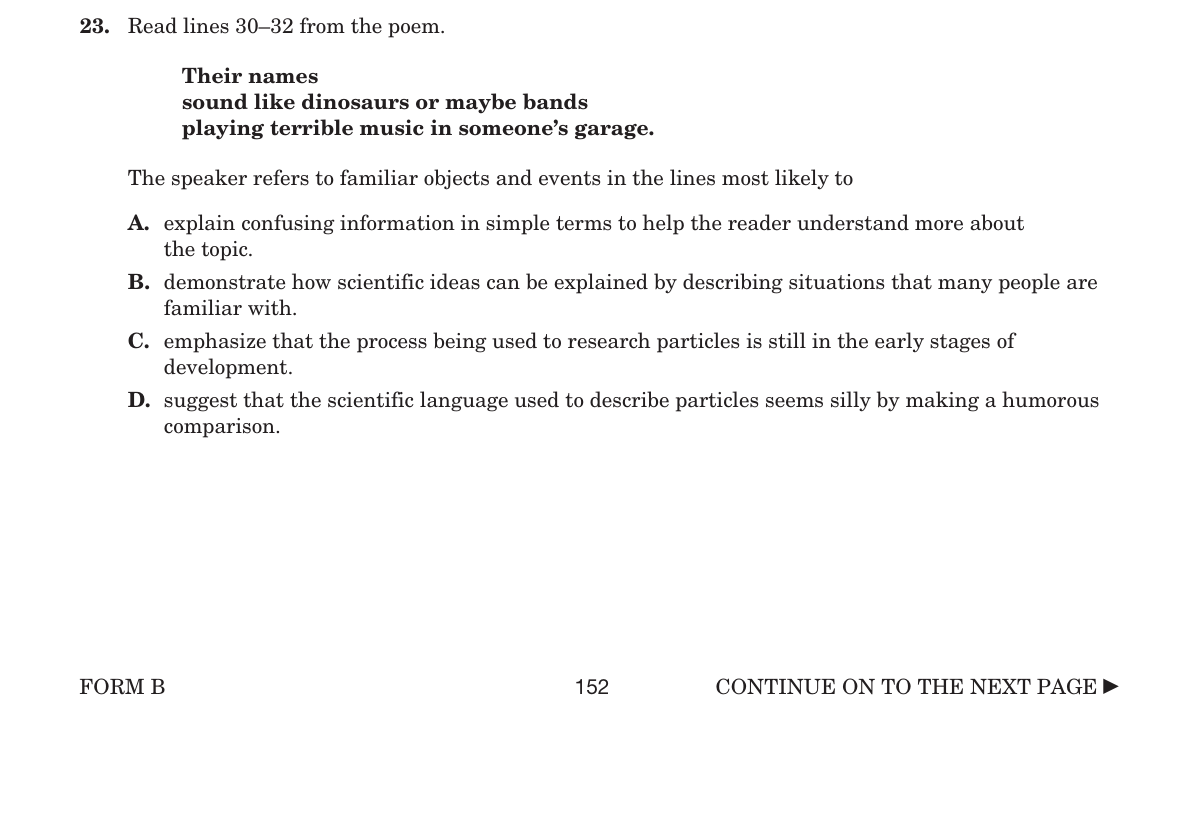 23. Read lines 30–32 from the poem.
Their names
sound like dinosaurs or maybe bands
playing terrible music in someone’s garage.
The speaker refers to familiar objects and events in the lines most likely to
A. explain confusing information in simple terms to help the reader understand more about
the topic.
B. demonstrate how scientific ideas can be explained by describing situations that many people are
familiar with.
C. emphasize that the process being used to research particles is still in the early stages of
development.
D. suggest that the scientific language used to describe particles seems silly by making a humorous
comparison.
FORM B 152 CONTINUE ON TO THE NEXT PAGE ►